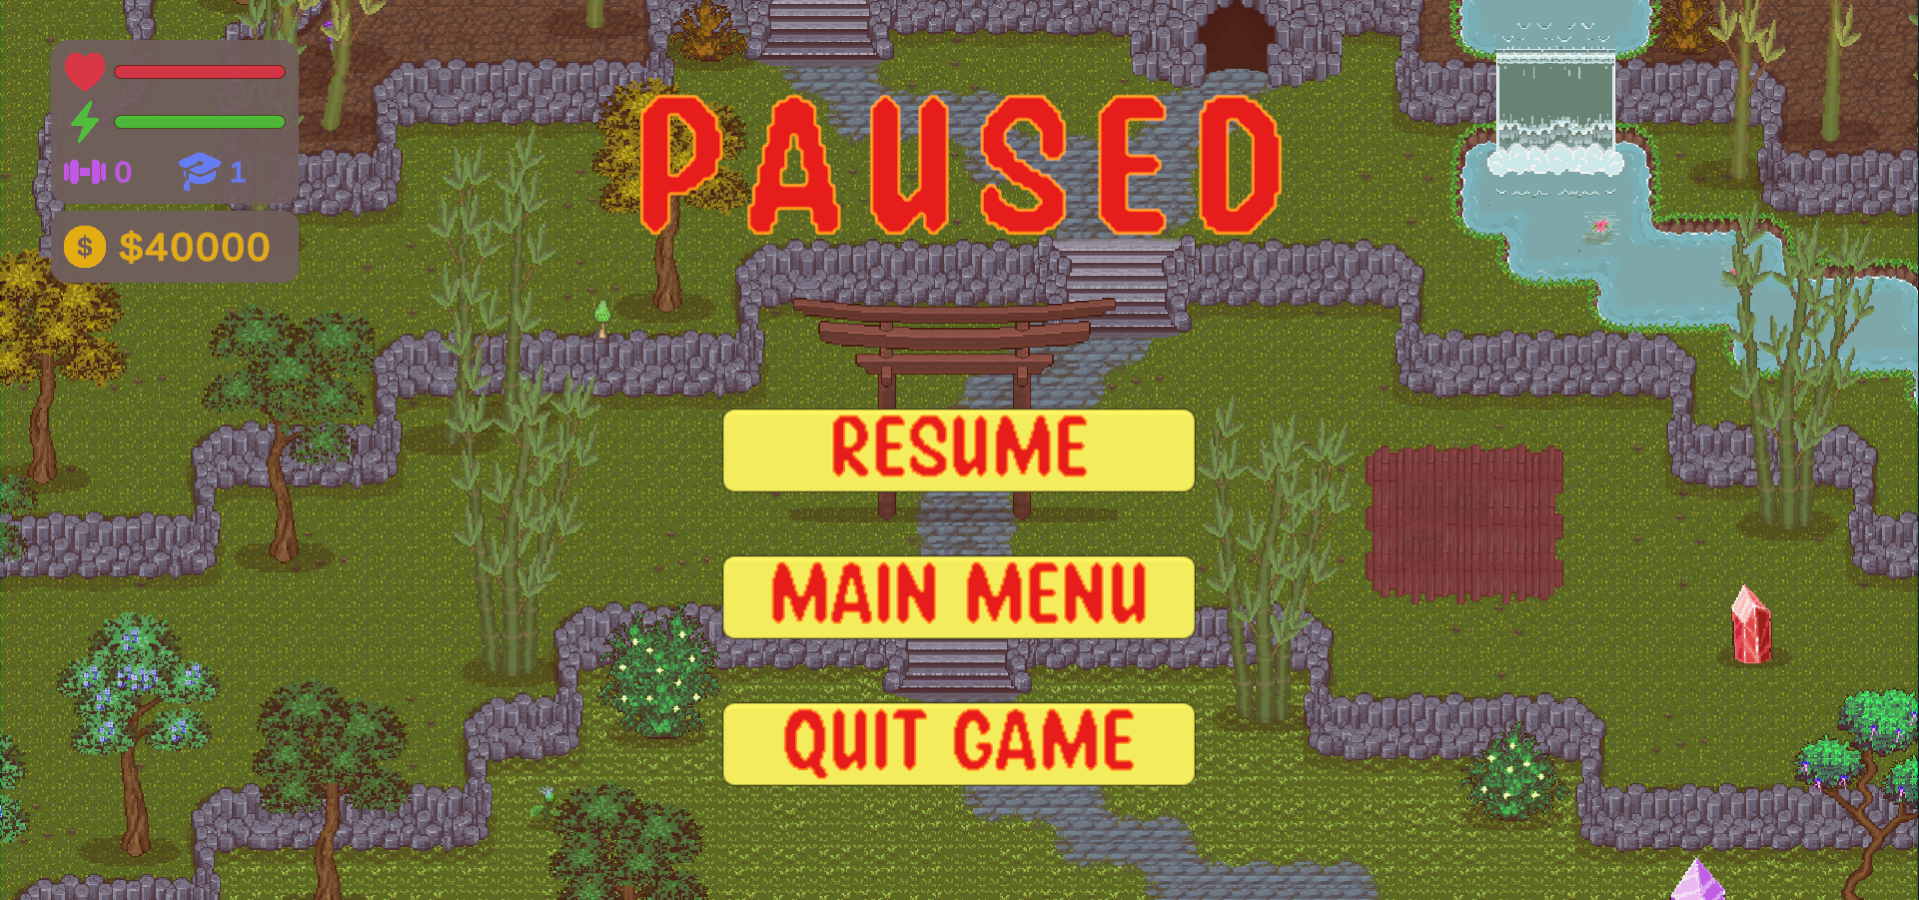 0 1
$ $40000
PAUSED
RESUME
MAIN MENU
QUIT GAME